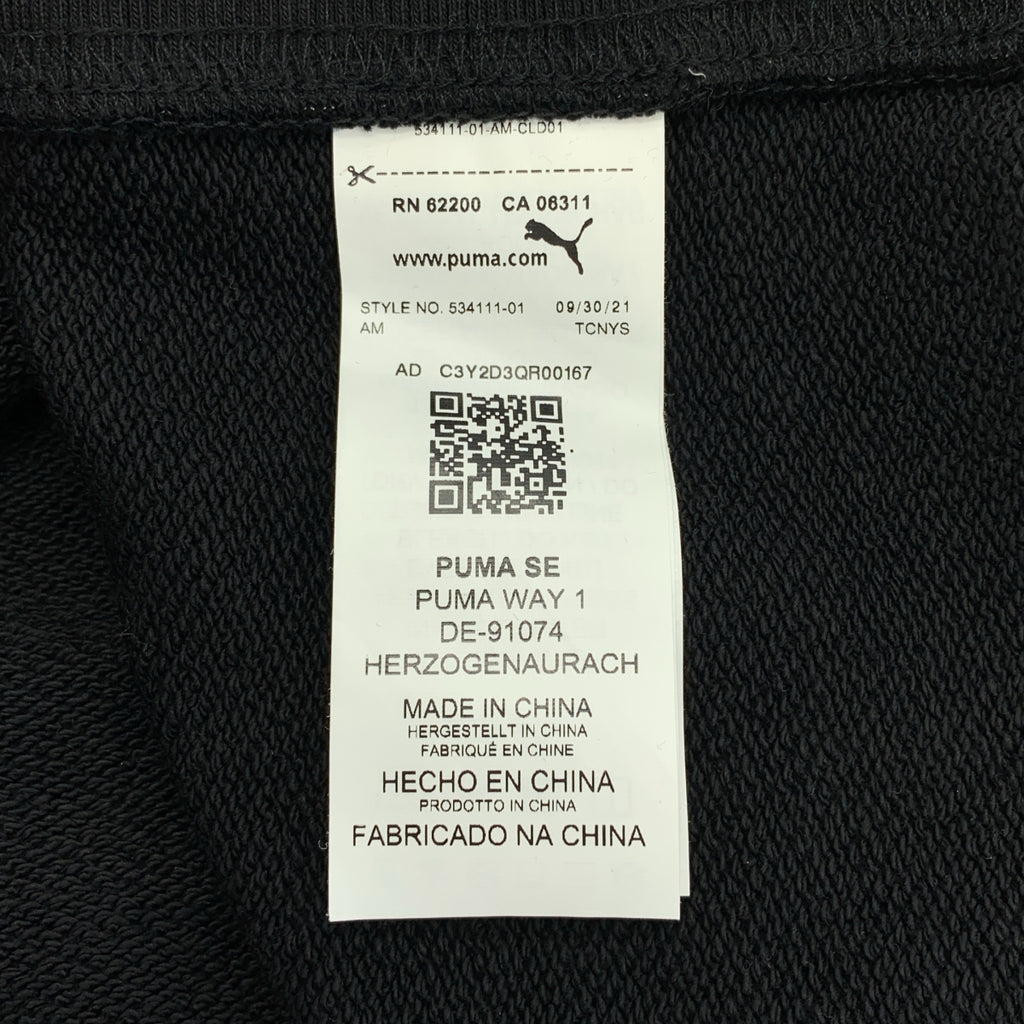 534111-01-AM-CLD01
RN 62200 CA 06311
www.puma.com
STYLE NO. 534111-01 09/30/21
AM TCNYS
AD C3Y2D3QR00167
PUMA SE
PUMA WAY 1
DE-91074
HERZOGENAURACH
MADE IN CHINA
HERGESTELLT IN CHINA
FABRIQUÉ EN CHINE
HECHO EN CHINA
PRODOTTO IN CHINA
FABRICADO NA CHINA